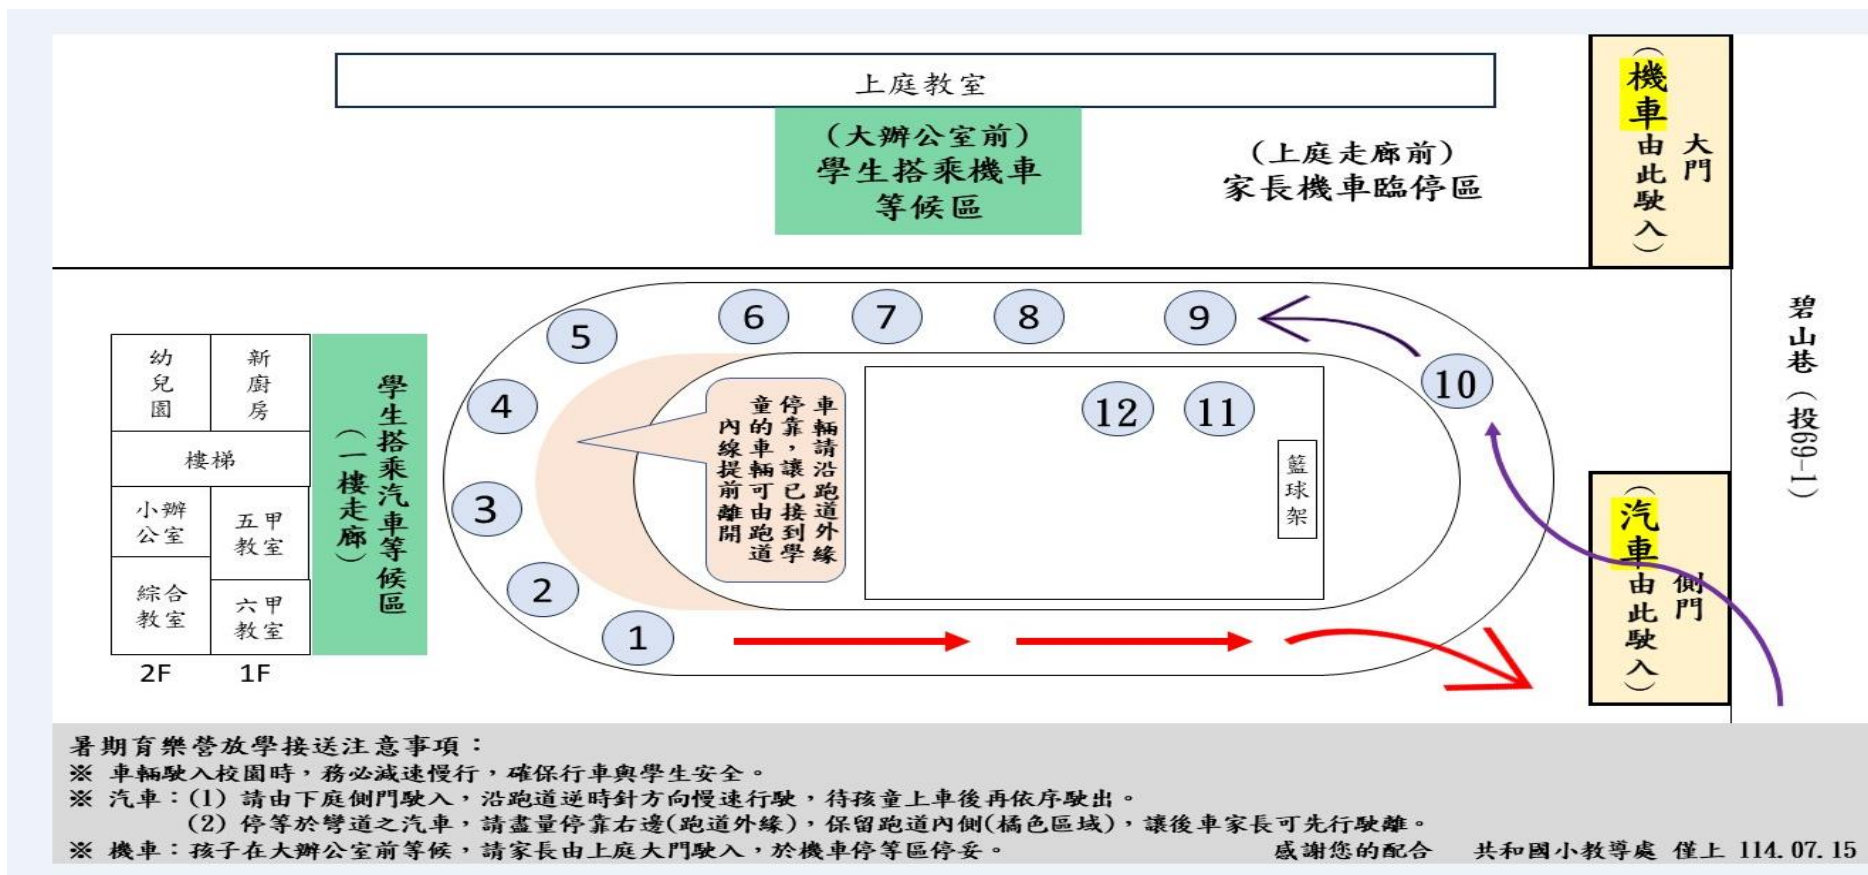 上庭教室
(大辦公室前)
學生搭乘機車
等候區
(上庭走廊前)
家長機車臨停區
大門
(機車由此駛入)
碧山巷(投69-1)
側門
(汽車由此駛入)
幼兒園
新廚房
樓梯
小辦公室
五甲教室
綜合教室
六甲教室
2F
1F
學生搭乘汽車等候區
(一樓走廊)
車輛請沿跑道外緣
停靠，讓已接到學
童的車輛可由跑道
內線提前離開
籃球架
1
2
3
4
5
6
7
8
9
10
11
12
暑期育樂營放學接送注意事項：
※ 車輛駛入校園時，務必減速慢行，確保行車與學生安全。
※ 汽車：(1) 請由下庭側門駛入，沿跑道逆時針方向慢速行駛，待孩童上車後再依序駛出。
(2) 停等於彎道之汽車，請盡量停靠右邊(跑道外緣)，保留跑道內側(橘色區域)，讓後車家長可先行駛離。
※ 機車：孩子在大辦公室前等候，請家長由上庭大門駛入，於機車停等區停妥。 感謝您的配合 共和國小教導處 僅上 114.07.15